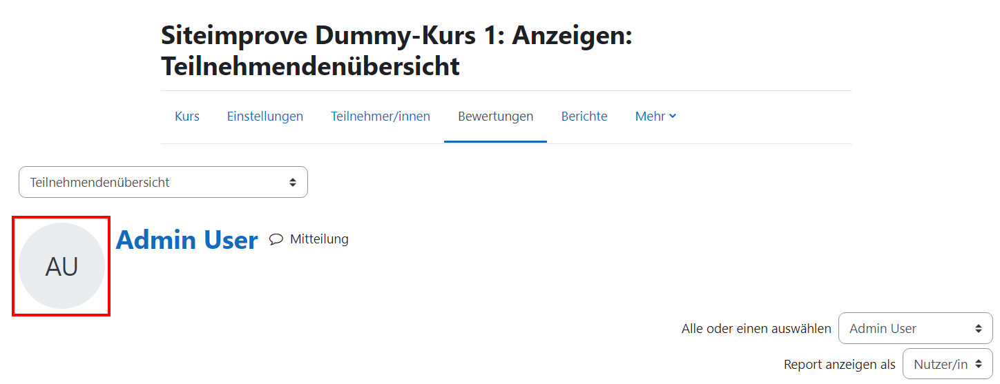 Siteimprove Dummy-Kurs 1: Anzeigen:
Teilnehmendenübersicht
Kurs Einstellungen Teilnehmer/innen Bewertungen Berichte Mehr
Teilnehmendenübersicht
AU Admin User Mitteilung
Alle oder einen auswählen Admin User
Report anzeigen als Nutzer/in